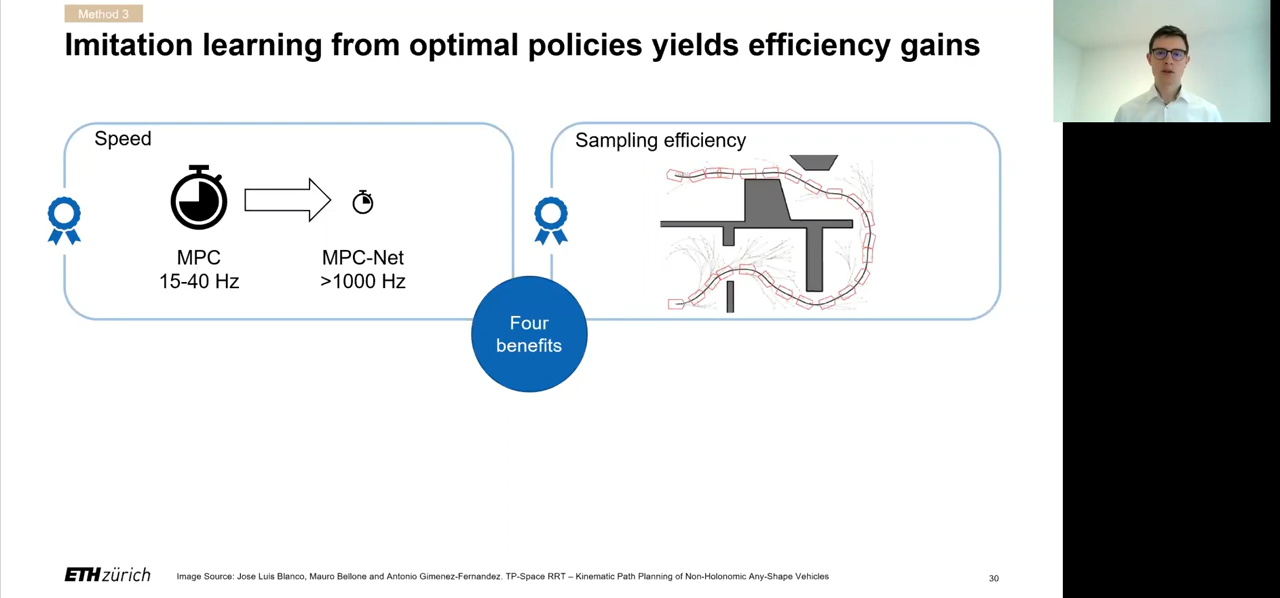 Method 3
Imitation learning from optimal policies yields efficiency gains
Speed
MPC
15-40 Hz
MPC-Net
>1000 Hz
Sampling efficiency
Four
benefits
ETH zürich
Image Source: Jose Luis Blanco, Mauro Bellone and Antonio Gimenez-Fernandez. TP-Space RRT – Kinematic Path Planning of Non-Holonomic Any-Shape Vehicles
30